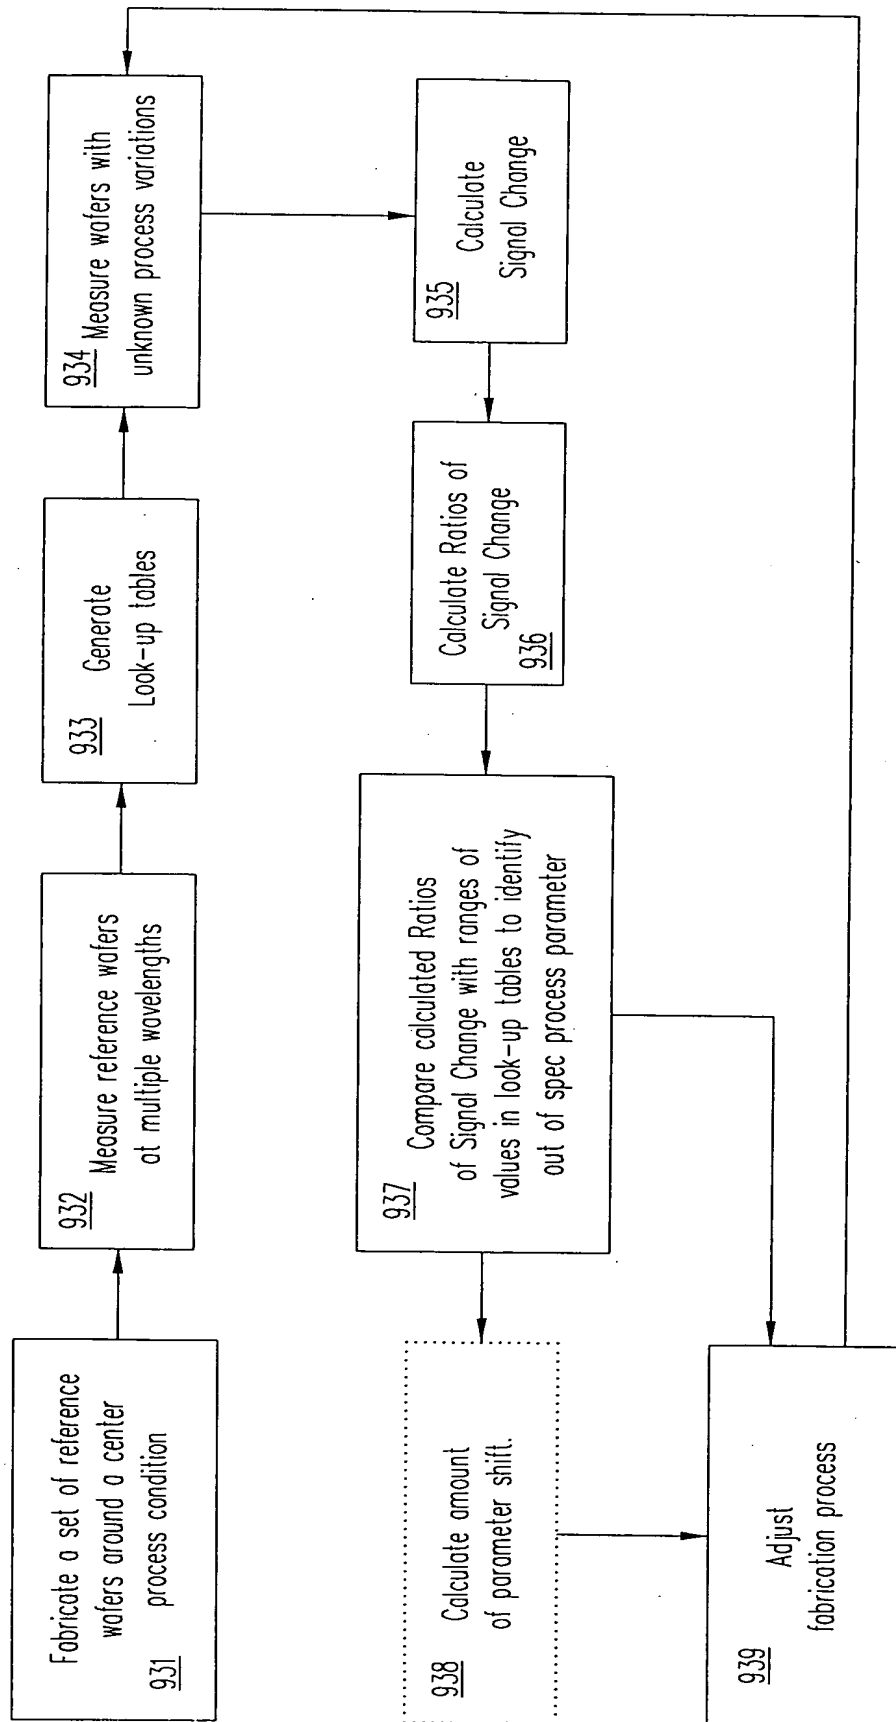 Fabricate a set of reference
wafers around a center
process condition
931
932 Measure reference wafers
at multiple wavelengths
933
Generate
Look-up tables
934 Measure wafers with
unknown process variations
935
Calculate
Signal Change
Calculate Ratios of
Signal Change
936
937
Compare calculated Ratios
of Signal Change with ranges of
values in look-up tables to identify
out of spec process parameter
938 Calculate amount
of parameter shift.
939
Adjust
fabrication process